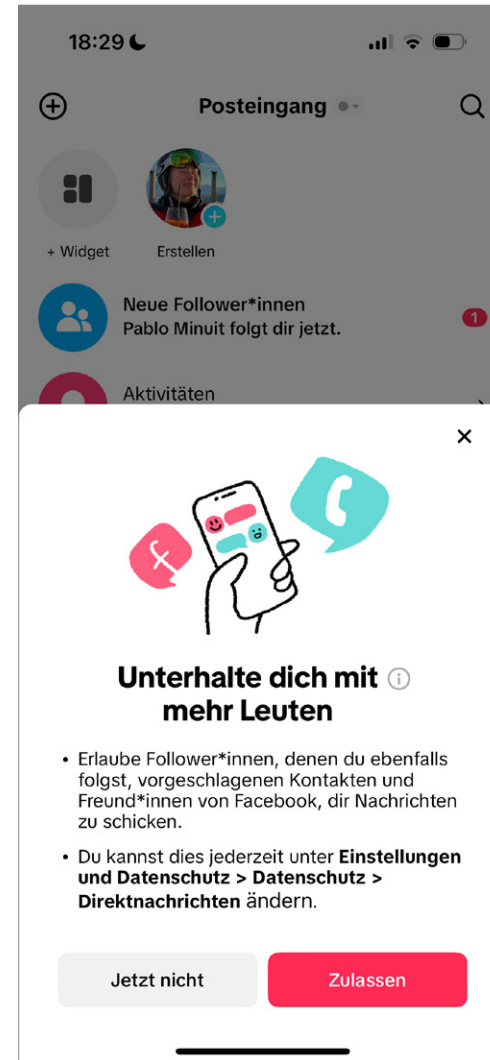 18:29
Posteingang
+ Widget
Erstellen
Neue Follower*innen
Pablo Minuit folgt dir jetzt.
1
Aktivitäten
Unterhalte dich mit
mehr Leuten
• Erlaube Follower*innen, denen du ebenfalls
folgst, vorgeschlagenen Kontakten und
Freund*innen von Facebook, dir Nachrichten
zu schicken.
• Du kannst dies jederzeit unter Einstellungen
und Datenschutz > Datenschutz >
Direktnachrichten ändern.
Jetzt nicht
Zulassen